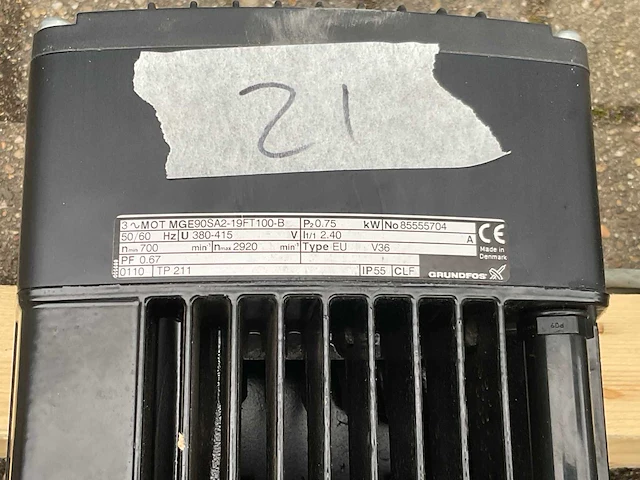 21
3~MOT MGE90SA2-19FT100-B P₂ 0.75 kW No 85555704
50/60 Hz U 380-415 V I1/1 2.40 A
nmin 700 min⁻¹ nmax 2920 min⁻¹ Type EU V36
PF 0.67
0110 TP 211 IP55 CLF
CE
Made in
Denmark
GRUNDFOS